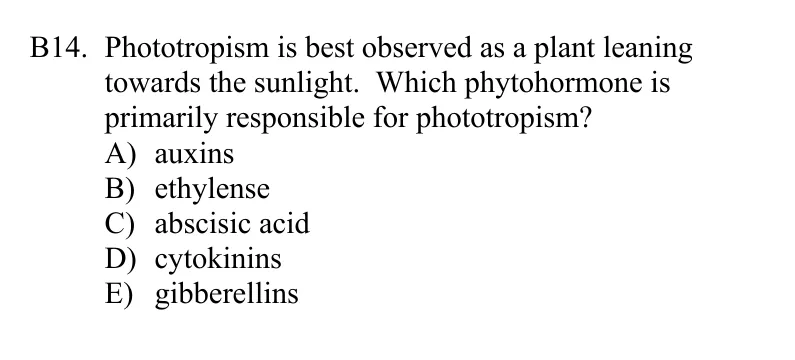 B14. Phototropism is best observed as a plant leaning
towards the sunlight. Which phytohormone is
primarily responsible for phototropism?
A) auxins
B) ethylense
C) abscisic acid
D) cytokinins
E) gibberellins